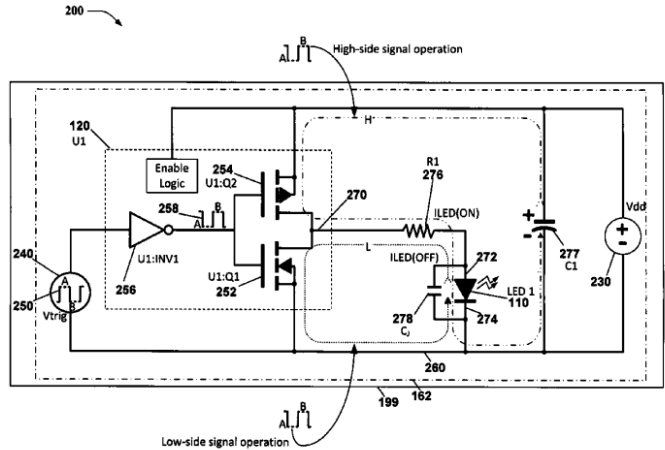 200
B
A
High-side signal operation
H
120
U1
Enable
Logic
254
U1:Q2
270
R1
276
258
B
A
ILED(ON)
Vdd
240
A
250
B
Vtrig
U1:INV1
256
U1:Q1
252
L
ILED(OFF)
272
LED 1
110
274
278
CJ
+
-
277
C1
+
-
230
260
199
162
B
A
Low-side signal operation